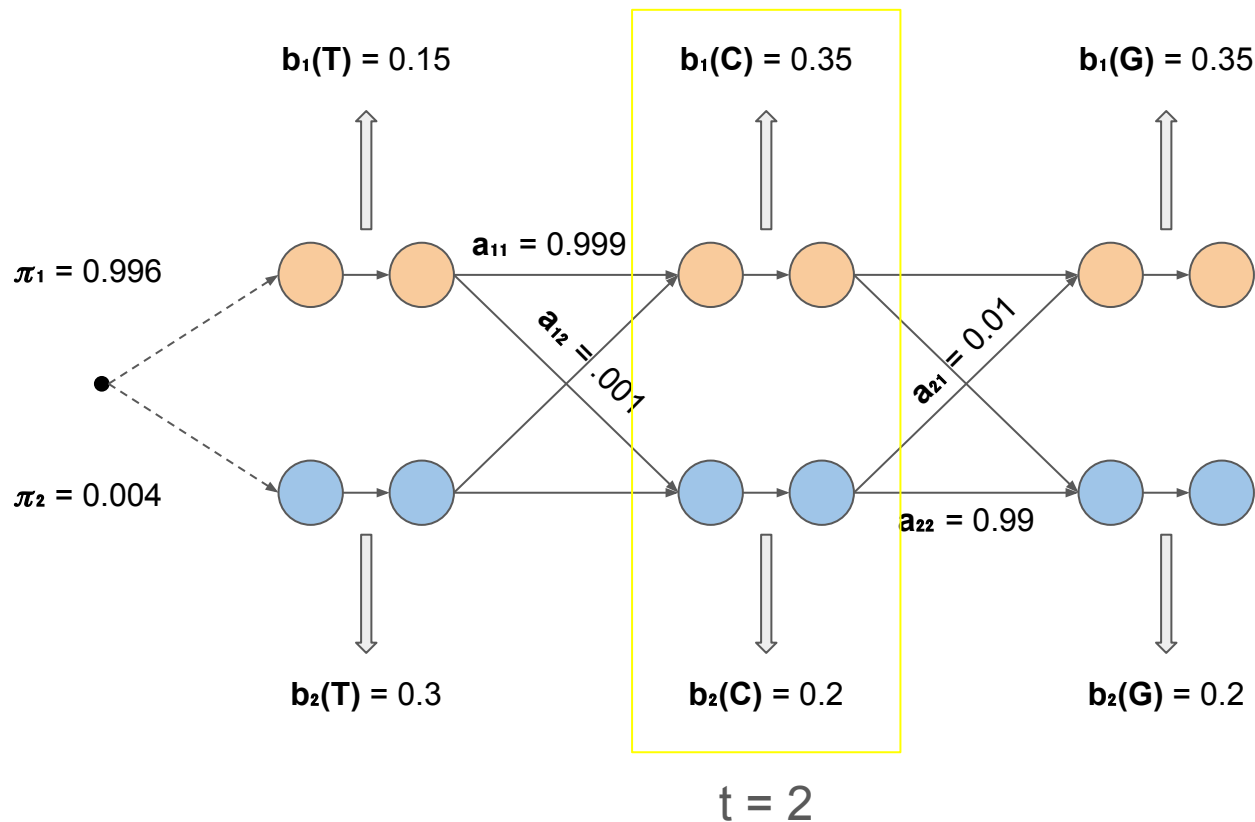 b₁(T) = 0.15
b₁(C) = 0.35
b₁(G) = 0.35
a₁₁ = 0.999
π₁ = 0.996
a₁₂ = .001
a₂₁ = 0.01
π₂ = 0.004
a₂₂ = 0.99
b₂(T) = 0.3
b₂(C) = 0.2
b₂(G) = 0.2
t = 2